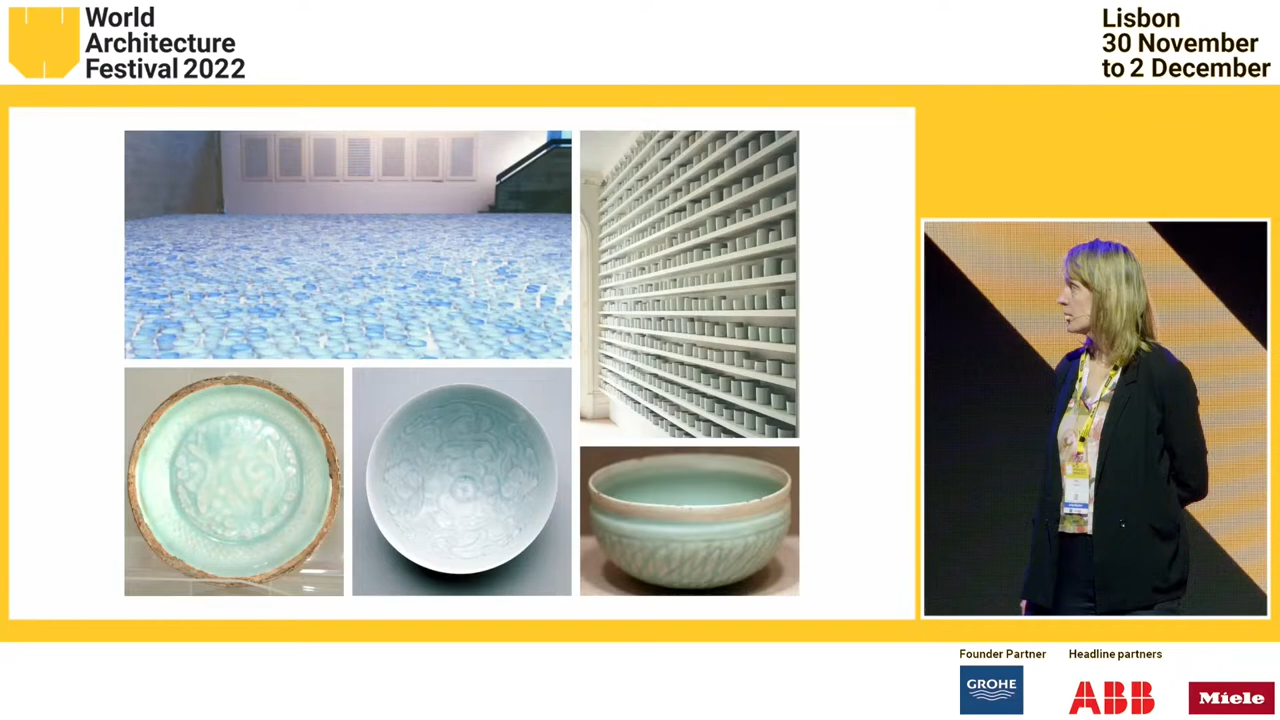 World
Architecture
Festival 2022
Lisbon
30 November
to 2 December
Founder Partner
Headline partners
GROHE
ABB
Miele